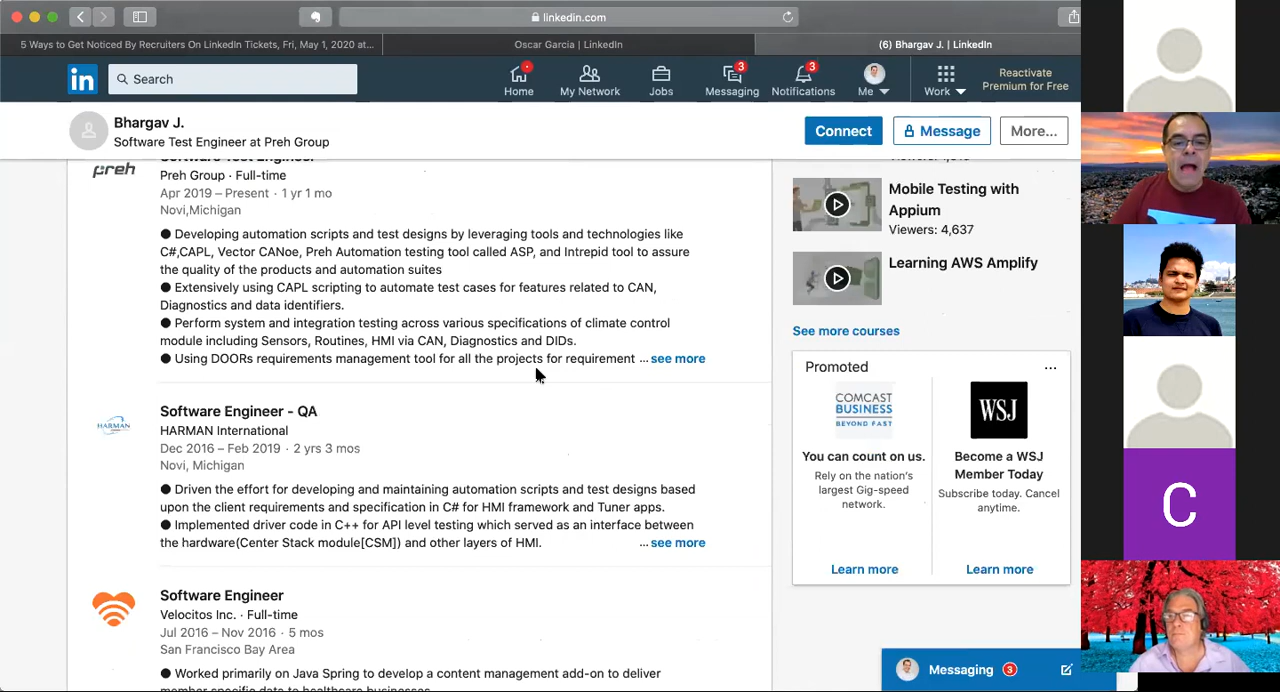 linkedin.com
5 Ways to Get Noticed By Recruiters On LinkedIn Tickets, Fri, May 1, 2020 at...
Oscar Garcia | LinkedIn
(6) Bhargav J. | LinkedIn
in
Search
Home
My Network
Jobs
3
Messaging
3
Notifications
Me
Work
Reactivate
Premium for Free
Bhargav J.
Software Test Engineer at Preh Group
Connect
Message
More...
preh
Software Test Engineer
Preh Group · Full-time
Apr 2019 – Present · 1 yr 1 mo
Novi,Michigan
● Developing automation scripts and test designs by leveraging tools and technologies like
C#,CAPL, Vector CANoe, Preh Automation testing tool called ASP, and Intrepid tool to assure
the quality of the products and automation suites
● Extensively using CAPL scripting to automate test cases for features related to CAN,
Diagnostics and data identifiers.
● Perform system and integration testing across various specifications of climate control
module including Sensors, Routines, HMI via CAN, Diagnostics and DIDs.
● Using DOORs requirements management tool for all the projects for requirement ...see more
HARMAN
Software Engineer - QA
HARMAN International
Dec 2016 – Feb 2019 · 2 yrs 3 mos
Novi, Michigan
● Driven the effort for developing and maintaining automation scripts and test designs based
upon the client requirements and specification in C# for HMI framework and Tuner apps.
● Implemented driver code in C++ for API level testing which served as an interface between
the hardware(Center Stack module[CSM]) and other layers of HMI. ...see more
Software Engineer
Velocitos Inc. · Full-time
Jul 2016 – Nov 2016 · 5 mos
San Francisco Bay Area
● Worked primarily on Java Spring to develop a content management add-on to deliver
member specific data to healthcare businesses.
Mobile Testing with
Appium
Viewers: 4,637
Learning AWS Amplify
See more courses
Promoted
...
COMCAST
BUSINESS
BEYOND FAST
You can count on us.
Rely on the nation's
largest Gig-speed
network.
Learn more
WSJ
Become a WSJ
Member Today
Subscribe today. Cancel
anytime.
Learn more
Messaging 3
C